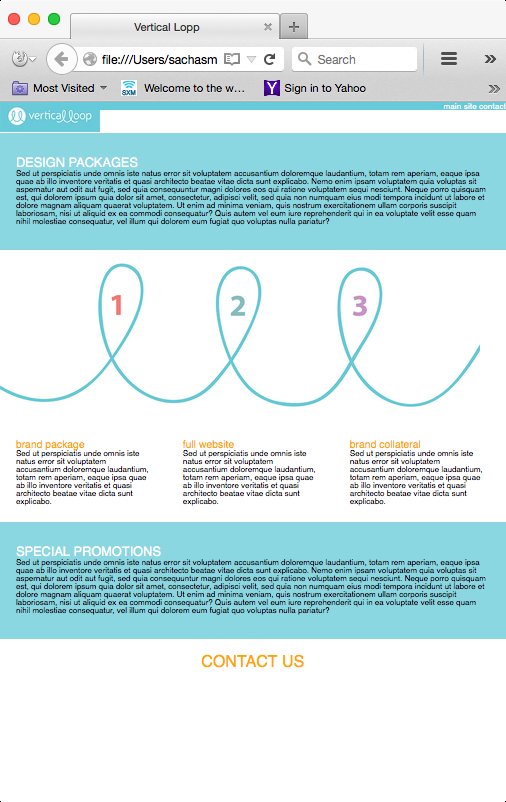 Vertical Lopp
file:///Users/sachasm
Search
Most Visited
Welcome to the w...
Sign in to Yahoo
SXM
main site contact
verticalloop
DESIGN PACKAGES
Sed ut perspiciatis unde omnis iste natus error sit voluptatem accusantium doloremque laudantium, totam rem aperiam, eaque ipsa
quae ab illo inventore veritatis et quasi architecto beatae vitae dicta sunt explicabo. Nemo enim ipsam voluptatem quia voluptas sit
aspernatur aut odit aut fugit, sed quia consequuntur magni dolores eos qui ratione voluptatem sequi nesciunt. Neque porro quisquam
est, qui dolorem ipsum quia dolor sit amet, consectetur, adipisci velit, sed quia non numquam eius modi tempora incidunt ut labore et
dolore magnam aliquam quaerat voluptatem. Ut enim ad minima veniam, quis nostrum exercitationem ullam corporis suscipit
laboriosam, nisi ut aliquid ex ea commodi consequatur? Quis autem vel eum iure reprehenderit qui in ea voluptate velit esse quam
nihil molestiae consequatur, vel illum qui dolorem eum fugiat quo voluptas nulla pariatur?
1 2 3
brand package
Sed ut perspiciatis unde omnis iste
natus error sit voluptatem
accusantium doloremque laudantium,
totam rem aperiam, eaque ipsa quae
ab illo inventore veritatis et quasi
architecto beatae vitae dicta sunt
explicabo.
full website
Sed ut perspiciatis unde omnis iste
natus error sit voluptatem
accusantium doloremque laudantium,
totam rem aperiam, eaque ipsa quae
ab illo inventore veritatis et quasi
architecto beatae vitae dicta sunt
explicabo.
brand collateral
Sed ut perspiciatis unde omnis iste
natus error sit voluptatem
accusantium doloremque laudantium,
totam rem aperiam, eaque ipsa quae
ab illo inventore veritatis et quasi
architecto beatae vitae dicta sunt
explicabo.
SPECIAL PROMOTIONS
Sed ut perspiciatis unde omnis iste natus error sit voluptatem accusantium doloremque laudantium, totam rem aperiam, eaque ipsa
quae ab illo inventore veritatis et quasi architecto beatae vitae dicta sunt explicabo. Nemo enim ipsam voluptatem quia voluptas sit
aspernatur aut odit aut fugit, sed quia consequuntur magni dolores eos qui ratione voluptatem sequi nesciunt. Neque porro quisquam
est, qui dolorem ipsum quia dolor sit amet, consectetur, adipisci velit, sed quia non numquam eius modi tempora incidunt ut labore et
dolore magnam aliquam quaerat voluptatem. Ut enim ad minima veniam, quis nostrum exercitationem ullam corporis suscipit
laboriosam, nisi ut aliquid ex ea commodi consequatur? Quis autem vel eum iure reprehenderit qui in ea voluptate velit esse quam
nihil molestiae consequatur, vel illum qui dolorem eum fugiat quo voluptas nulla pariatur?
CONTACT US